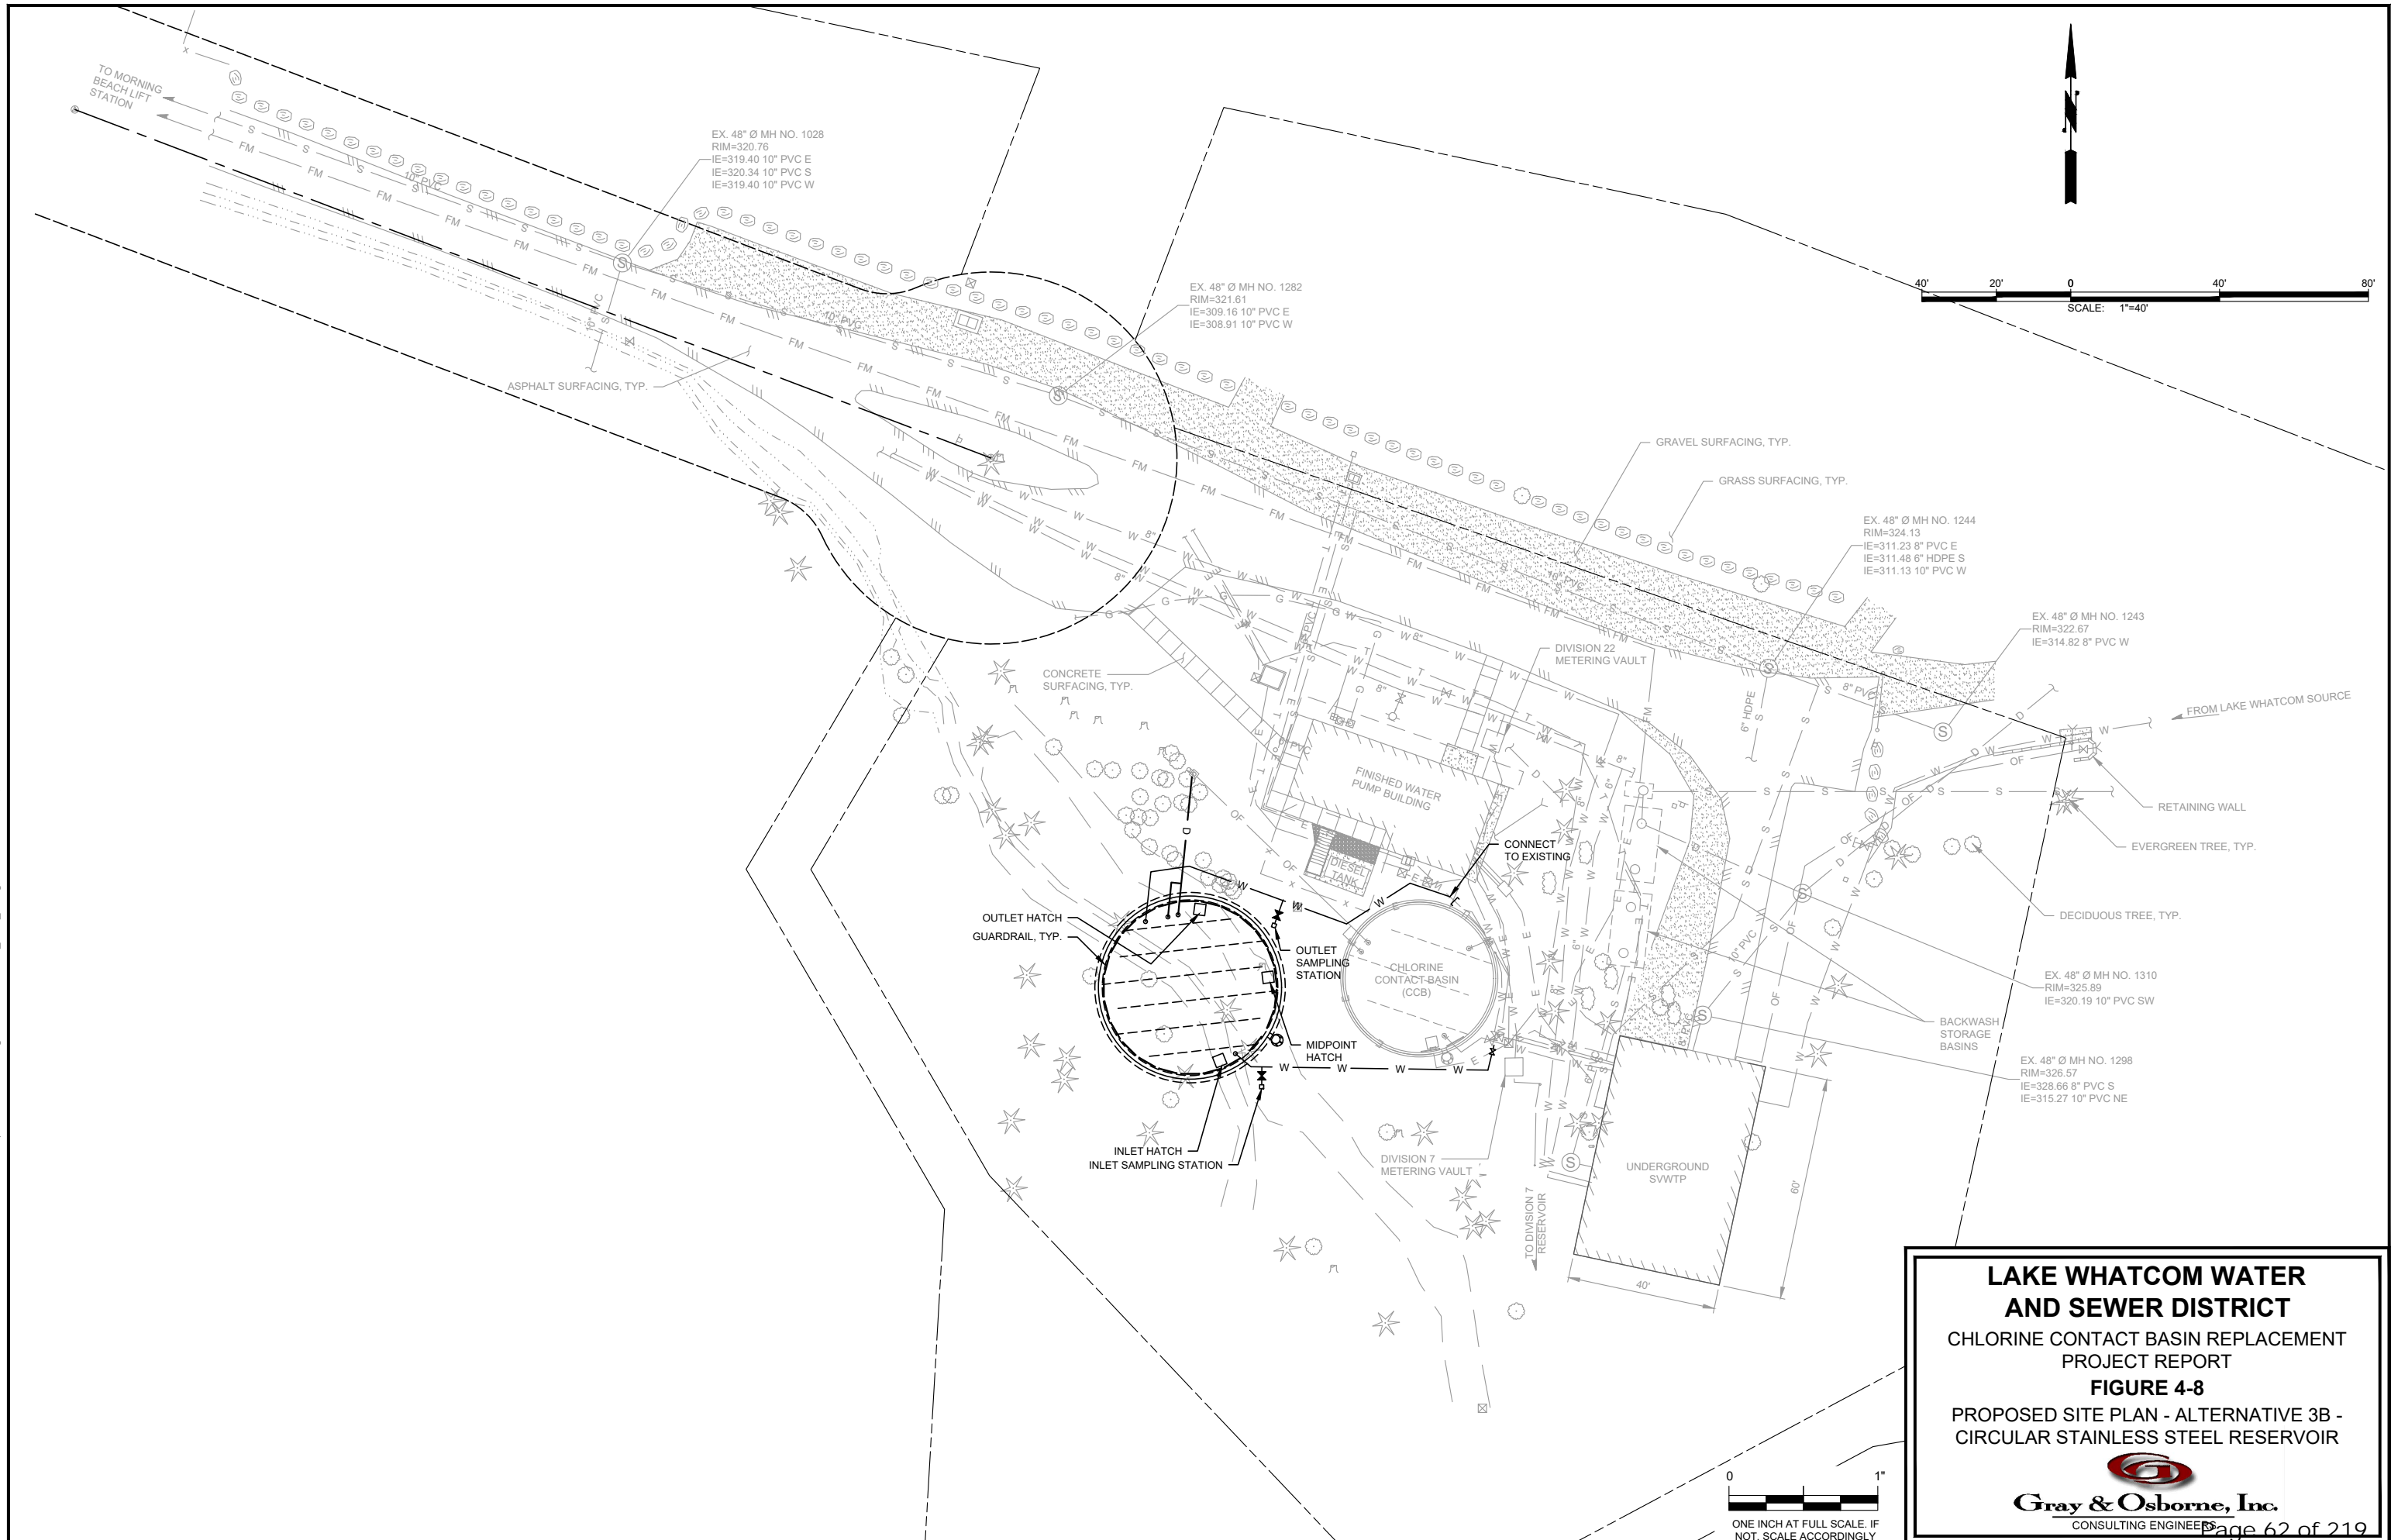 TO MORNING
BEACH LIFT
STATION
EX. 48" Ø MH NO. 1028
RIM=320.76
IE=319.40 10" PVC E
IE=320.34 10" PVC S
IE=319.40 10" PVC W
EX. 48" Ø MH NO. 1282
RIM=321.61
IE=309.16 10" PVC E
IE=308.91 10" PVC W
40' 20' 0 40' 80'
SCALE: 1"=40'
ASPHALT SURFACING, TYP.
GRAVEL SURFACING, TYP.
GRASS SURFACING, TYP.
EX. 48" Ø MH NO. 1244
RIM=324.13
IE=311.23 8" PVC E
IE=311.48 6" HDPE S
IE=311.13 10" PVC W
EX. 48" Ø MH NO. 1243
RIM=322.67
IE=314.82 8" PVC W
CONCRETE
SURFACING, TYP.
DIVISION 22
METERING VAULT
6" HDPE
8" PVC
FROM LAKE WHATCOM SOURCE
FINISHED WATER
PUMP BUILDING
RETAINING WALL
EVERGREEN TREE, TYP.
CONNECT
TO EXISTING
DIESEL
TANK
OUTLET HATCH
GUARDRAIL, TYP.
DECIDUOUS TREE, TYP.
OUTLET
SAMPLING
STATION
CHLORINE
CONTACT BASIN
(CCB)
10" PVC
EX. 48" Ø MH NO. 1310
RIM=325.89
IE=320.19 10" PVC SW
BACKWASH
STORAGE
BASINS
MIDPOINT
HATCH
EX. 48" Ø MH NO. 1298
RIM=326.57
IE=328.66 8" PVC S
IE=315.27 10" PVC NE
INLET HATCH
INLET SAMPLING STATION
DIVISION 7
METERING VAULT
UNDERGROUND
SVWTP
60'
40'
TO DIVISION 7
RESERVOIR
LAKE WHATCOM WATER
AND SEWER DISTRICT
CHLORINE CONTACT BASIN REPLACEMENT
PROJECT REPORT
FIGURE 4-8
PROPOSED SITE PLAN - ALTERNATIVE 3B -
CIRCULAR STAINLESS STEEL RESERVOIR
Gray & Osborne, Inc.
CONSULTING ENGINEERS
Page 62 of 219
0 1"
ONE INCH AT FULL SCALE. IF
NOT, SCALE ACCORDINGLY